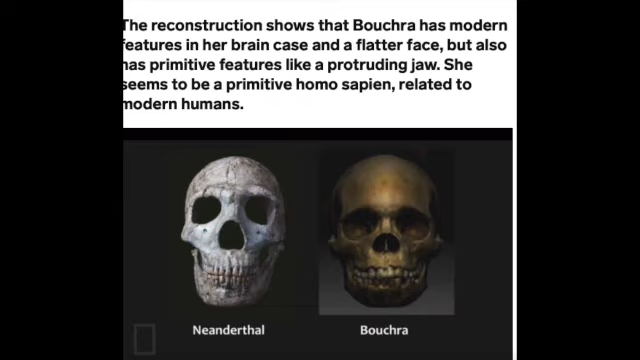 The reconstruction shows that Bouchra has modern
features in her brain case and a flatter face, but also
has primitive features like a protruding jaw. She
seems to be a primitive homo sapien, related to
modern humans.
Neanderthal
Bouchra